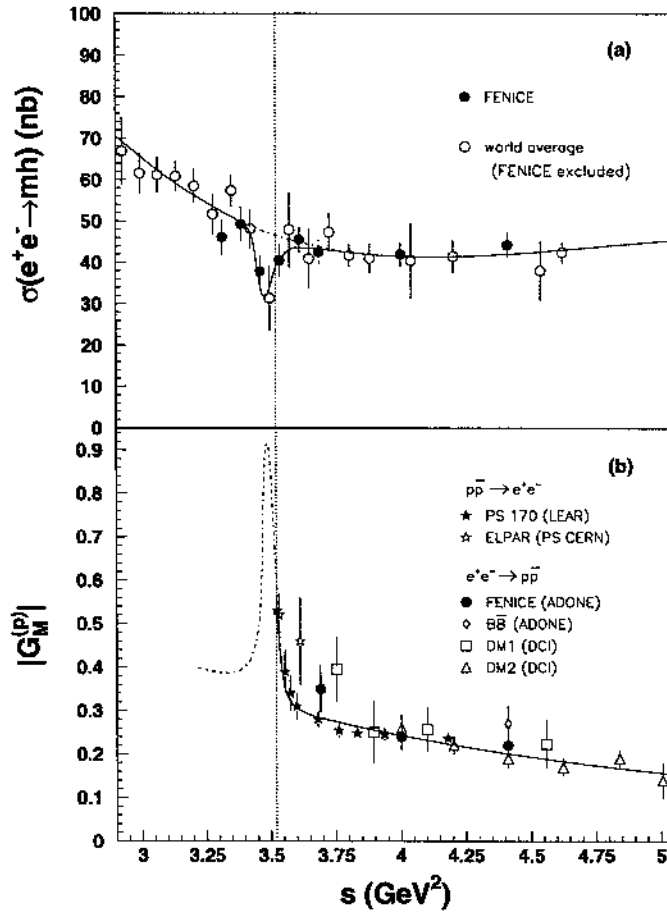 100
90
80
70
60
50
40
30
20
10
0
σ(e⁺e⁻→mh) (nb)
(a)
FENICE
world average
(FENICE excluded)
0.9
0.8
0.7
0.6
0.5
0.4
0.3
0.2
0.1
0
|G_M^(p)|
(b)
pp̄ → e⁺e⁻
PS 170 (LEAR)
ELPAR (PS CERN)
e⁺e⁻ → pp̄
FENICE (ADONE)
BB̄ (ADONE)
DM1 (DCI)
DM2 (DCI)
3 3.25 3.5 3.75 4 4.25 4.5 4.75 5
s (GeV²)